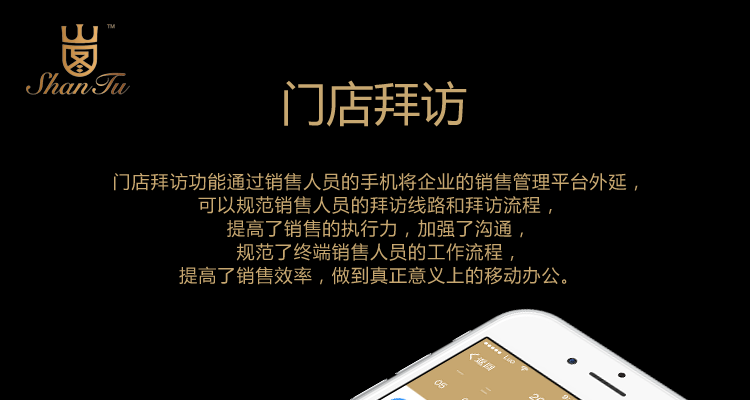 TM
ShanTu
门店拜访
门店拜访功能通过销售人员的手机将企业的销售管理平台外延，
可以规范销售人员的拜访线路和拜访流程，
提高了销售的执行力，加强了沟通，
规范了终端销售人员的工作流程，
提高了销售效率，做到真正意义上的移动办公。
返回